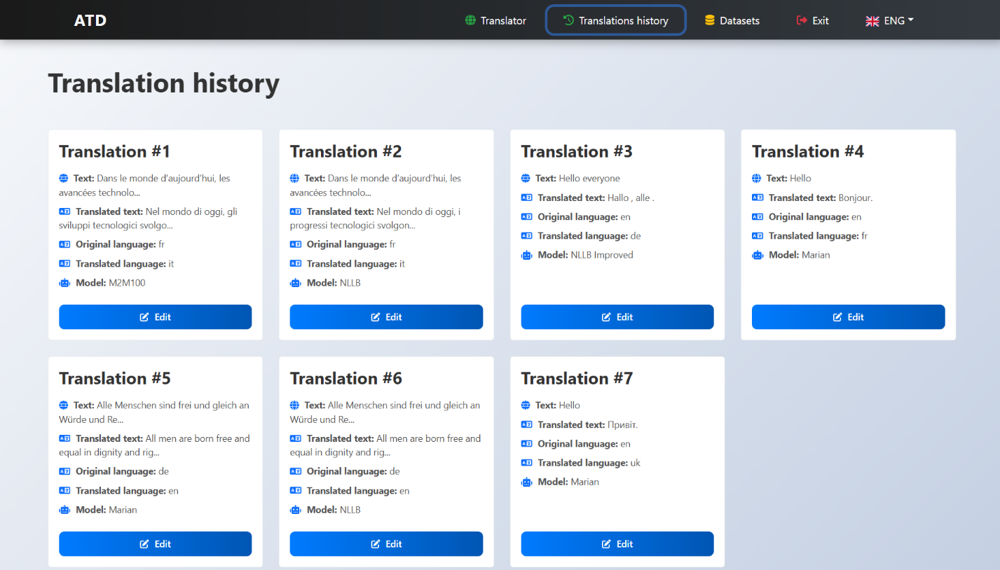 ATD
Translator
Translations history
Datasets
Exit
ENG
Translation history
Translation #1
Text: Dans le monde d’aujourd’hui, les
avancées technolo...
Translated text: Nel mondo di oggi, gli
sviluppi tecnologici svolgo...
Original language: fr
Translated language: it
Model: M2M100
Edit
Translation #2
Text: Dans le monde d’aujourd’hui, les
avancées technolo...
Translated text: Nel mondo di oggi, i
progressi tecnologici svolgon...
Original language: fr
Translated language: it
Model: NLLB
Edit
Translation #3
Text: Hello everyone
Translated text: Hallo , alle .
Original language: en
Translated language: de
Model: NLLB Improved
Edit
Translation #4
Text: Hello
Translated text: Bonjour.
Original language: en
Translated language: fr
Model: Marian
Edit
Translation #5
Text: Alle Menschen sind frei und gleich an
Würde und Re...
Translated text: All men are born free and
equal in dignity and rig...
Original language: de
Translated language: en
Model: Marian
Edit
Translation #6
Text: Alle Menschen sind frei und gleich an
Würde und Re...
Translated text: All men are born free and
equal in dignity and rig...
Original language: de
Translated language: en
Model: NLLB
Edit
Translation #7
Text: Hello
Translated text: Привіт.
Original language: en
Translated language: uk
Model: Marian
Edit